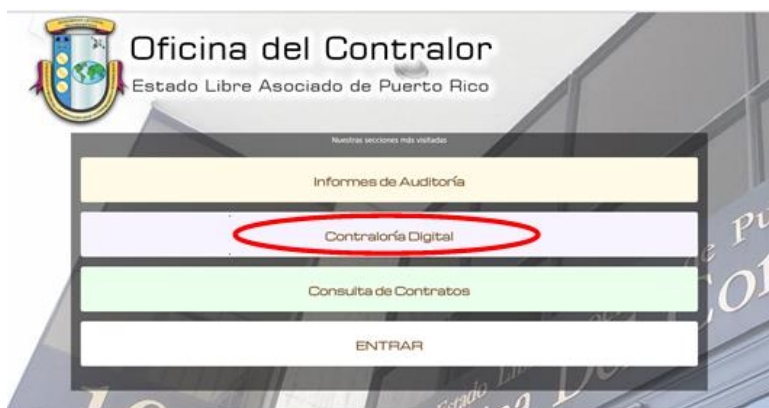 Oficina del Contralor
Estado Libre Asociado de Puerto Rico
Nuestras secciones más visitadas
Informes de Auditoría
Contraloría Digital
Consulta de Contratos
ENTRAR